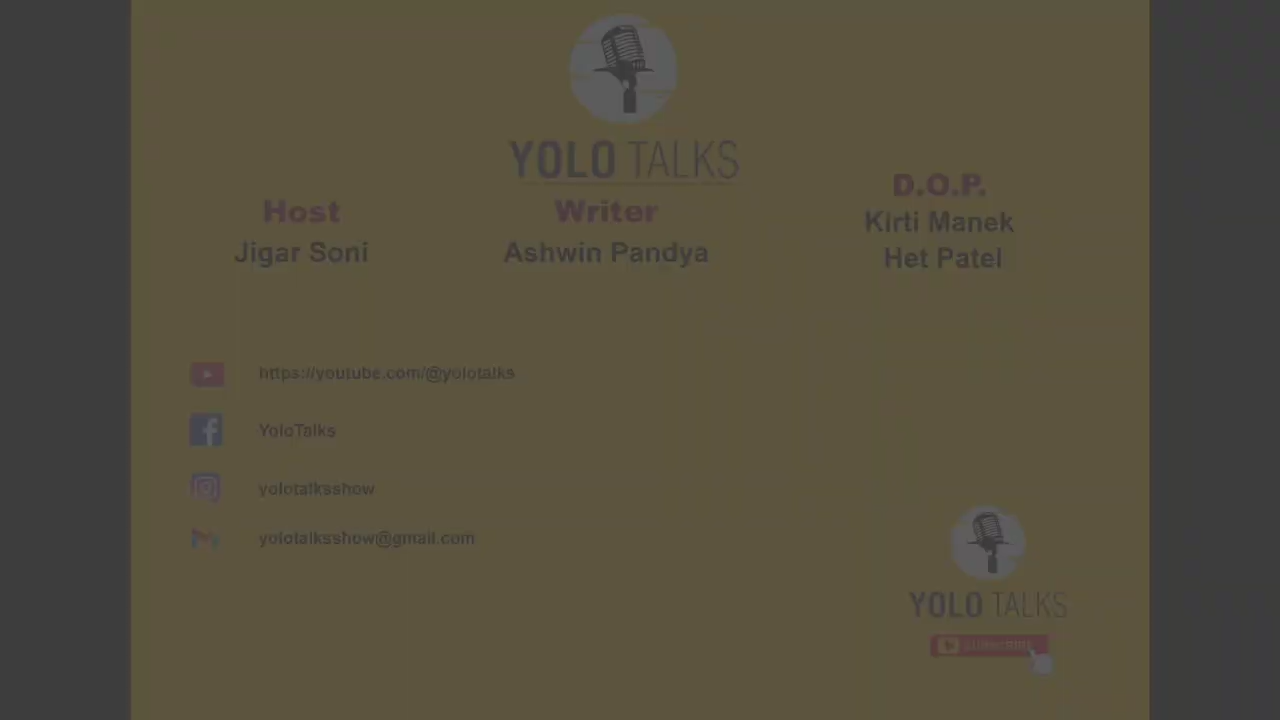 YOLO TALKS
Host
Jigar Soni
Writer
Ashwin Pandya
D.O.P.
Kirti Manek
Het Patel
https://youtube.com/@yolotalks
YoloTalks
yolotalksshow
yolotalksshow@gmail.com
YOLO TALKS
SUBSCRIBE